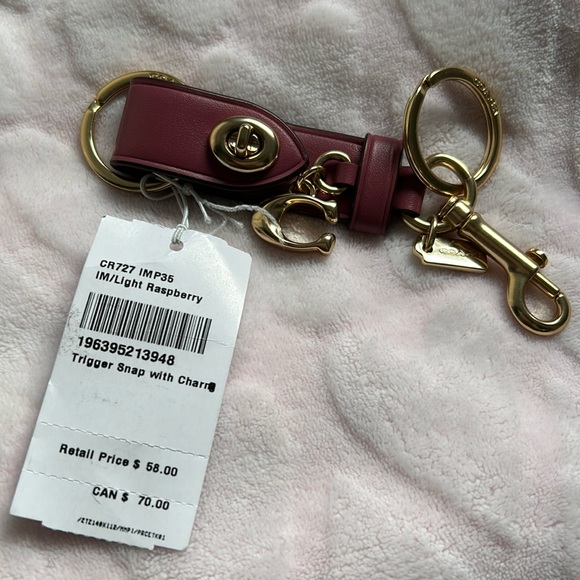 CR727 IMP35
IM/Light Raspberry
196395213948
Trigger Snap with Charm
Retail Price $ 58.00
CAN $ 70.00